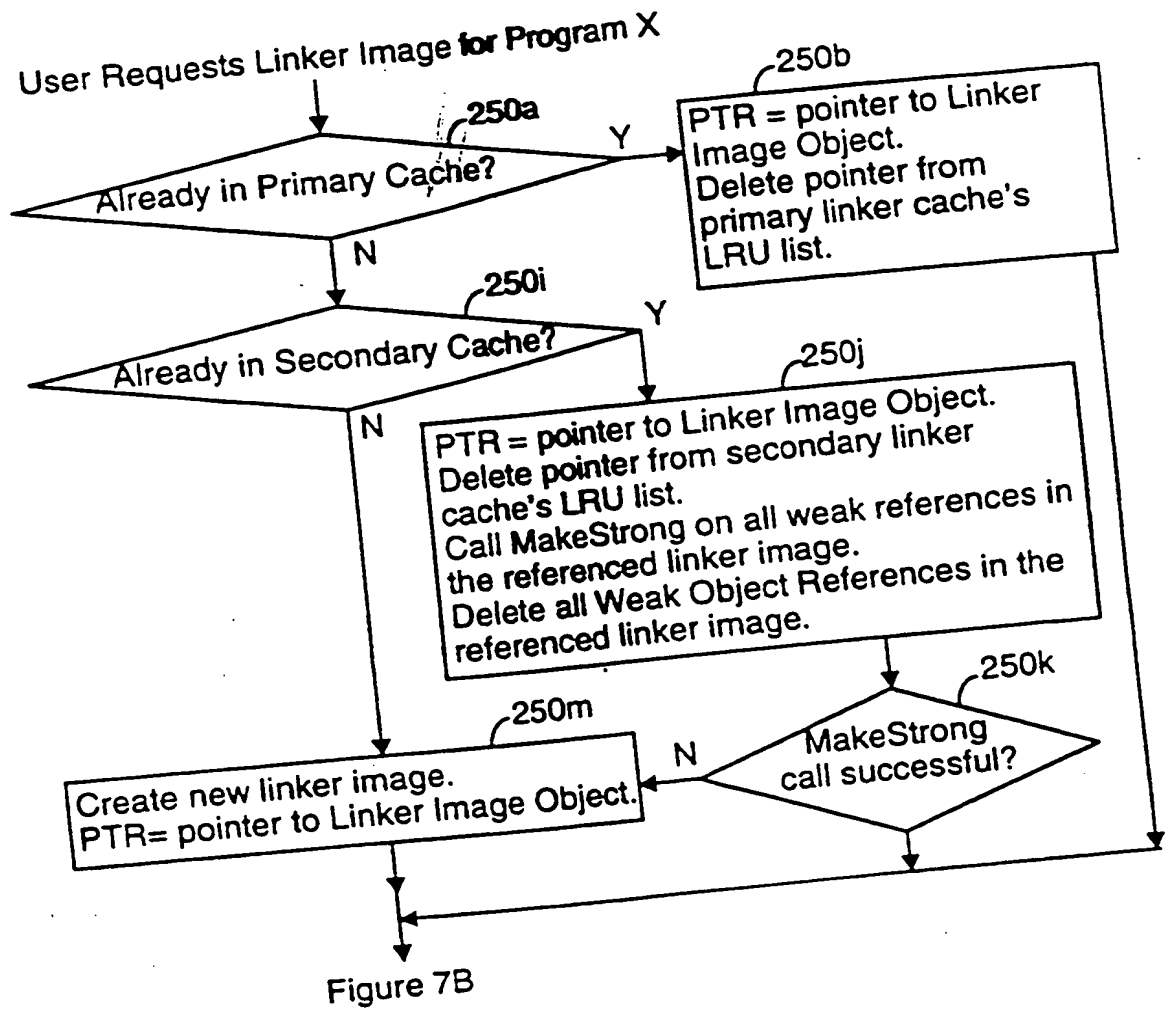 User Requests Linker Image for Program X
250a
Already in Primary Cache?
Y
N
250b
PTR = pointer to Linker
Image Object.
Delete pointer from
primary linker cache's
LRU list.
250i
Already in Secondary Cache?
Y
N
250j
PTR = pointer to Linker Image Object.
Delete pointer from secondary linker
cache's LRU list.
Call MakeStrong on all weak references in
the referenced linker image.
Delete all Weak Object References in the
referenced linker image.
250k
MakeStrong
call successful?
N
250m
Create new linker image.
PTR= pointer to Linker Image Object.
Figure 7B